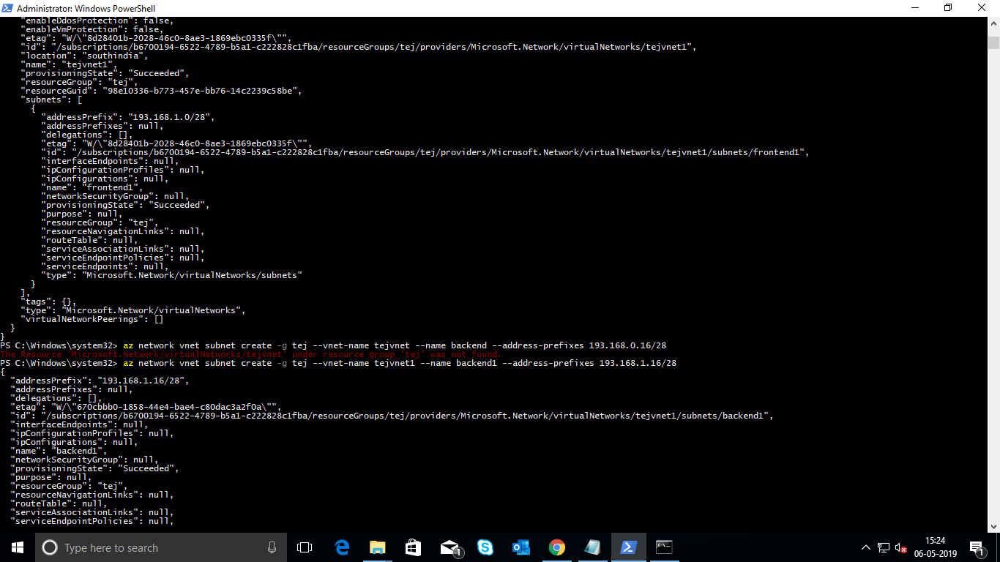 Administrator: Windows PowerShell
    "enableDdosProtection": false,
    "enableVmProtection": false,
    "etag": "W/\"8d28401b-2028-46c0-8ae3-1869ebc0335f\"",
    "id": "/subscriptions/b6700194-6522-4789-b5a1-c222828c1fba/resourceGroups/tej/providers/Microsoft.Network/virtualNetworks/tejvnet1",
    "location": "southindia",
    "name": "tejvnet1",
    "provisioningState": "Succeeded",
    "resourceGroup": "tej",
    "resourceGuid": "98e10336-b773-457e-bb76-14c2239c58be",
    "subnets": [
      {
        "addressPrefix": "193.168.1.0/28",
        "addressPrefixes": null,
        "delegations": [],
        "etag": "W/\"8d28401b-2028-46c0-8ae3-1869ebc0335f\"",
        "id": "/subscriptions/b6700194-6522-4789-b5a1-c222828c1fba/resourceGroups/tej/providers/Microsoft.Network/virtualNetworks/tejvnet1/subnets/frontend1",
        "interfaceEndpoints": null,
        "ipConfigurationProfiles": null,
        "ipConfigurations": null,
        "name": "frontend1",
        "networkSecurityGroup": null,
        "provisioningState": "Succeeded",
        "purpose": null,
        "resourceGroup": "tej",
        "resourceNavigationLinks": null,
        "routeTable": null,
        "serviceAssociationLinks": null,
        "serviceEndpointPolicies": null,
        "serviceEndpoints": null,
        "type": "Microsoft.Network/virtualNetworks/subnets"
      }
    ],
    "tags": {},
    "type": "Microsoft.Network/virtualNetworks",
    "virtualNetworkPeerings": []
  }
}
PS C:\Windows\system32> az network vnet subnet create -g tej --vnet-name tejvnet --name backend --address-prefixes 193.168.0.16/28
The Resource 'Microsoft.Network/virtualNetworks/tejvnet' under resource group 'tej' was not found.
PS C:\Windows\system32> az network vnet subnet create -g tej --vnet-name tejvnet1 --name backend1 --address-prefixes 193.168.1.16/28
{
  "addressPrefix": "193.168.1.16/28",
  "addressPrefixes": null,
  "delegations": [],
  "etag": "W/\"670cbbb0-1858-44e4-bae4-c80dac3a2f0a\"",
  "id": "/subscriptions/b6700194-6522-4789-b5a1-c222828c1fba/resourceGroups/tej/providers/Microsoft.Network/virtualNetworks/tejvnet1/subnets/backend1",
  "interfaceEndpoints": null,
  "ipConfigurationProfiles": null,
  "ipConfigurations": null,
  "name": "backend1",
  "networkSecurityGroup": null,
  "provisioningState": "Succeeded",
  "purpose": null,
  "resourceGroup": "tej",
  "resourceNavigationLinks": null,
  "routeTable": null,
  "serviceAssociationLinks": null,
  "serviceEndpointPolicies": null,
Type here to search
1
15:24
06-05-2019
1